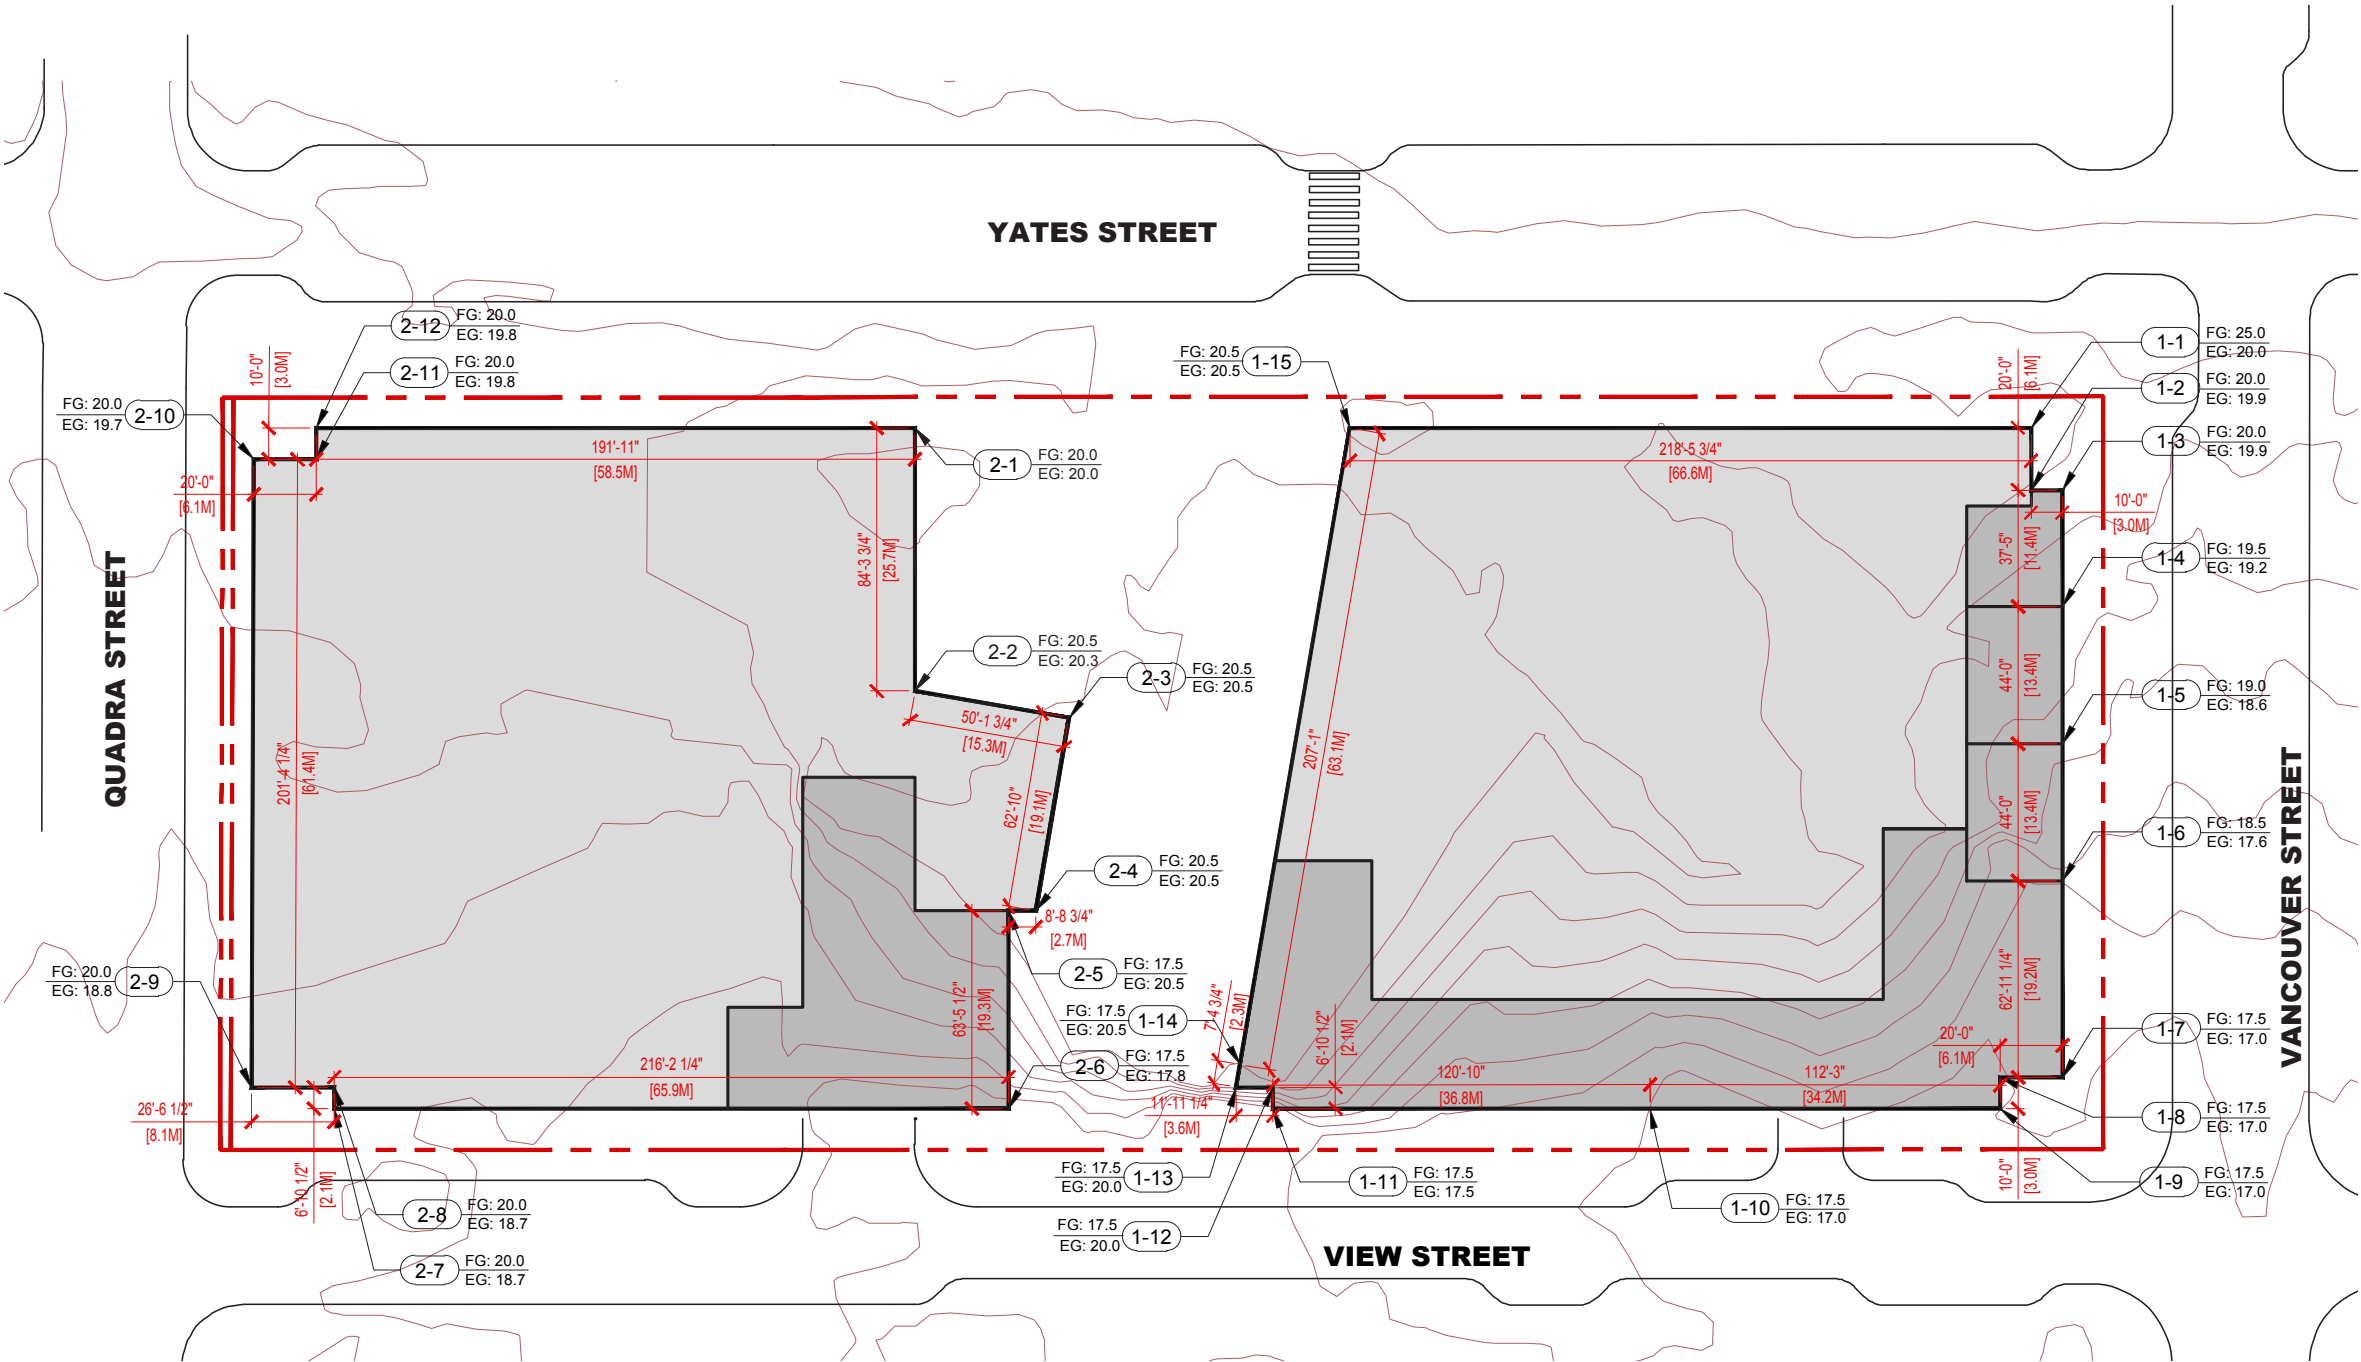 YATES STREET
2-12
FG: 20.0
EG: 19.8
2-11
FG: 20.0
EG: 19.8
10'-0"
[3.0M]
FG: 20.0
EG: 19.7
2-10
20'-0"
[6.1M]
191'-11"
[58.5M]
2-1
FG: 20.0
EG: 20.0
84'-3 3/4"
[25.7M]
2-2
FG: 20.5
EG: 20.3
2-3
FG: 20.5
EG: 20.5
50'-1 3/4"
[15.3M]
62'-10"
[19.1M]
2-4
FG: 20.5
EG: 20.5
8'-8 3/4"
[2.7M]
2-5
FG: 17.5
EG: 20.5
63'-5 1/2"
[19.3M]
2-6
FG: 17.5
EG: 17.8
216'-2 1/4"
[65.9M]
201'-4 1/4"
[61.4M]
QUADRA STREET
FG: 20.0
EG: 18.8
2-9
26'-6 1/2"
[8.1M]
6'-10 1/2"
[2.1M]
2-8
FG: 20.0
EG: 18.7
2-7
FG: 20.0
EG: 18.7
FG: 20.5
EG: 20.5
1-15
1-1
FG: 25.0
EG: 20.0
20'-0"
[6.1M]
1-2
FG: 20.0
EG: 19.9
1-3
FG: 20.0
EG: 19.9
218'-5 3/4"
[66.6M]
10'-0"
[3.0M]
37'-5"
[11.4M]
1-4
FG: 19.5
EG: 19.2
44'-0"
[13.4M]
1-5
FG: 19.0
EG: 18.6
207'-1"
[63.1M]
44'-0"
[13.4M]
1-6
FG: 18.5
EG: 17.6
VANCOUVER STREET
62'-11 1/4"
[19.2M]
1-7
FG: 17.5
EG: 17.0
20'-0"
[6.1M]
7'-4 3/4"
[2.3M]
FG: 17.5
EG: 20.5
1-14
6'-10 1/2"
[2.1M]
120'-10"
[36.8M]
112'-3"
[34.2M]
1-8
FG: 17.5
EG: 17.0
11'-11 1/4"
[3.6M]
FG: 17.5
EG: 20.0
1-13
1-11
FG: 17.5
EG: 17.5
1-10
FG: 17.5
EG: 17.0
10'-0"
[3.0M]
1-9
FG: 17.5
EG: 17.0
FG: 17.5
EG: 20.0
1-12
VIEW STREET